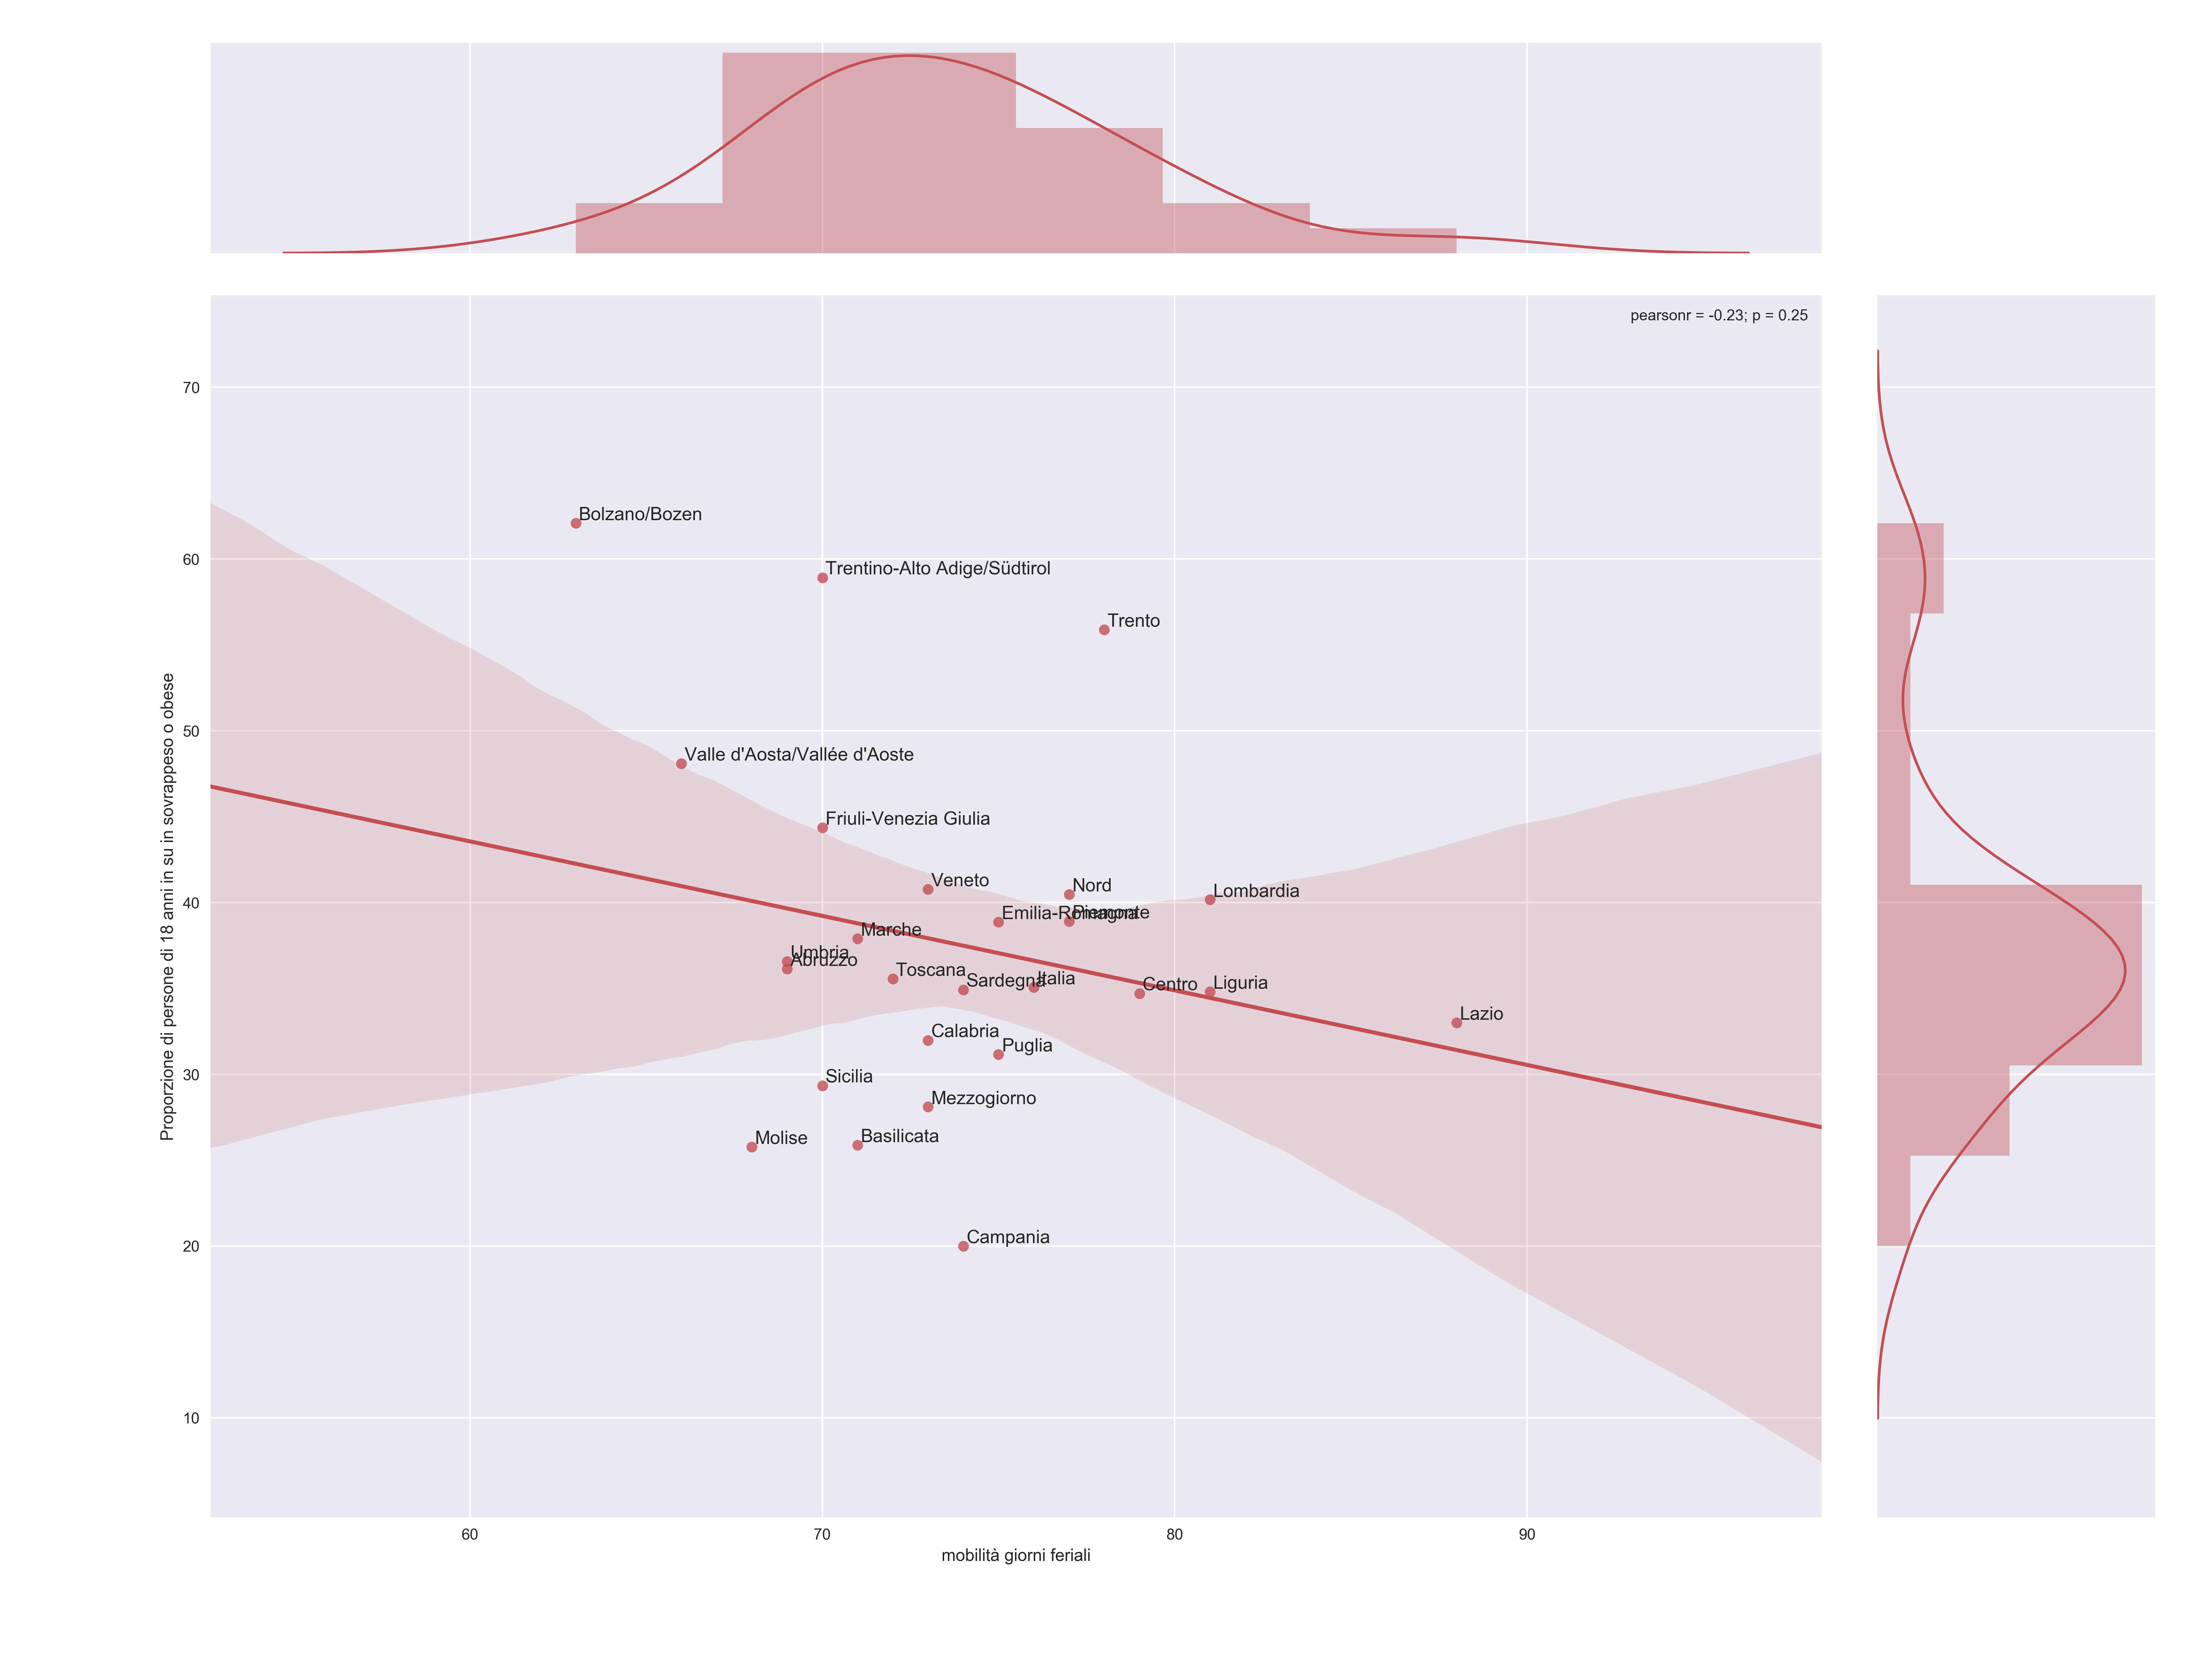 pearsonr = -0.23; p = 0.25
70
60
50
40
30
20
10
Proporzione di persone di 18 anni in su in sovrappeso o obese
Bolzano/Bozen
Trentino-Alto Adige/Südtirol
Trento
Valle d'Aosta/Vallée d'Aoste
Friuli-Venezia Giulia
Veneto
Nord
Lombardia
Emilia-Romagna
Piemonte
Marche
Umbria
Abruzzo
Toscana
Sardegna
Italia
Centro
Liguria
Lazio
Calabria
Puglia
Sicilia
Mezzogiorno
Molise
Basilicata
Campania
60
70
80
90
mobilità giorni feriali